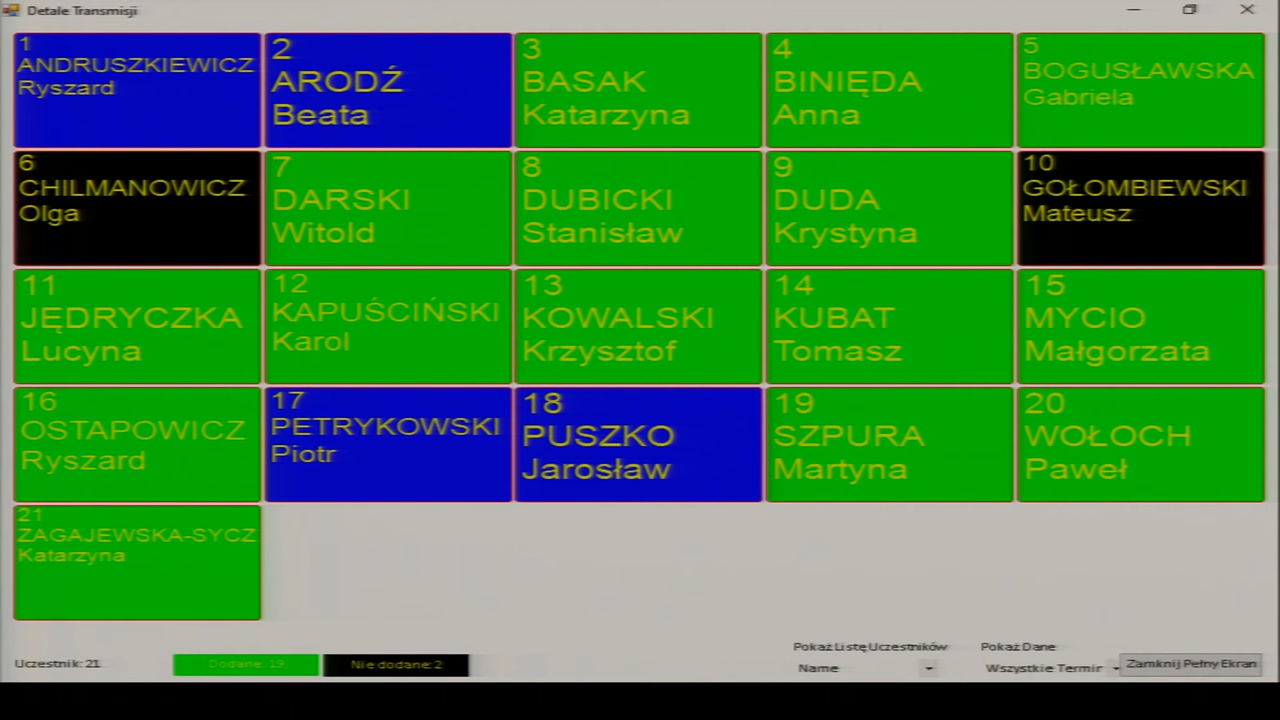 Detale Transmisji
1
ANDRUSZKIEWICZ
Ryszard
2
ARODŹ
Beata
3
BASAK
Katarzyna
4
BINIĘDA
Anna
5
BOGUSŁAWSKA
Gabriela
6
CHILMANOWICZ
Olga
7
DARSKI
Witold
8
DUBICKI
Stanisław
9
DUDA
Krystyna
10
GOŁOMBIEWSKI
Mateusz
11
JĘDRYCZKA
Lucyna
12
KAPUŚCIŃSKI
Karol
13
KOWALSKI
Krzysztof
14
KUBAT
Tomasz
15
MYCIO
Małgorzata
16
OSTAPOWICZ
Ryszard
17
PETRYKOWSKI
Piotr
18
PUSZKO
Jarosław
19
SZPURA
Martyna
20
WOŁOCH
Paweł
21
ZAGAJEWSKA-SYCZ
Katarzyna
Uczestnik: 21
Dodane: 19
Nie dodane: 2
Pokaż Listę Uczestników
Name
Pokaż Dane
Wszystkie Termir
Zamknij Pełny Ekran